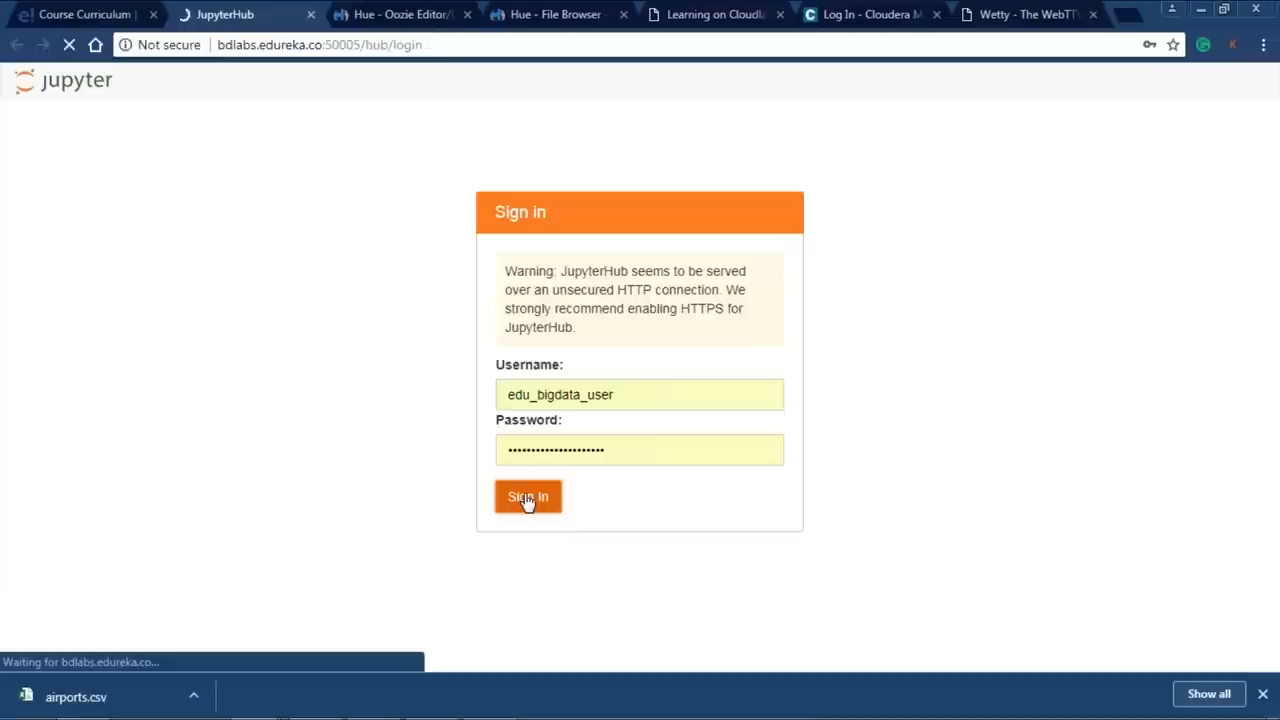 Course Curriculum |
JupyterHub
Hue - Oozie Editor/D
Hue - File Browser
Learning on Cloudla
Log In - Cloudera M
Wetty - The WebTT
Not secure
bdlabs.edureka.co:50005/hub/login
K
jupyter
Sign in
Warning: JupyterHub seems to be served
over an unsecured HTTP connection. We
strongly recommend enabling HTTPS for
JupyterHub.
Username:
edu_bigdata_user
Password:
•••••••••••••••••••••
Sign In
Waiting for bdlabs.edureka.co...
airports.csv
Show all